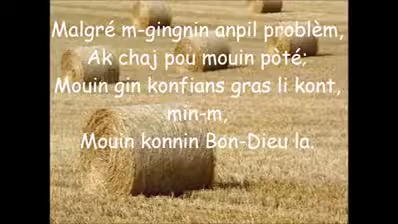 Malgré m-gingnin anpil problèm,
Ak chaj pou mouin pòté;
Mouin gin konfians gras li kont,
min-m,
Mouin konnin Bon-Dieu la.